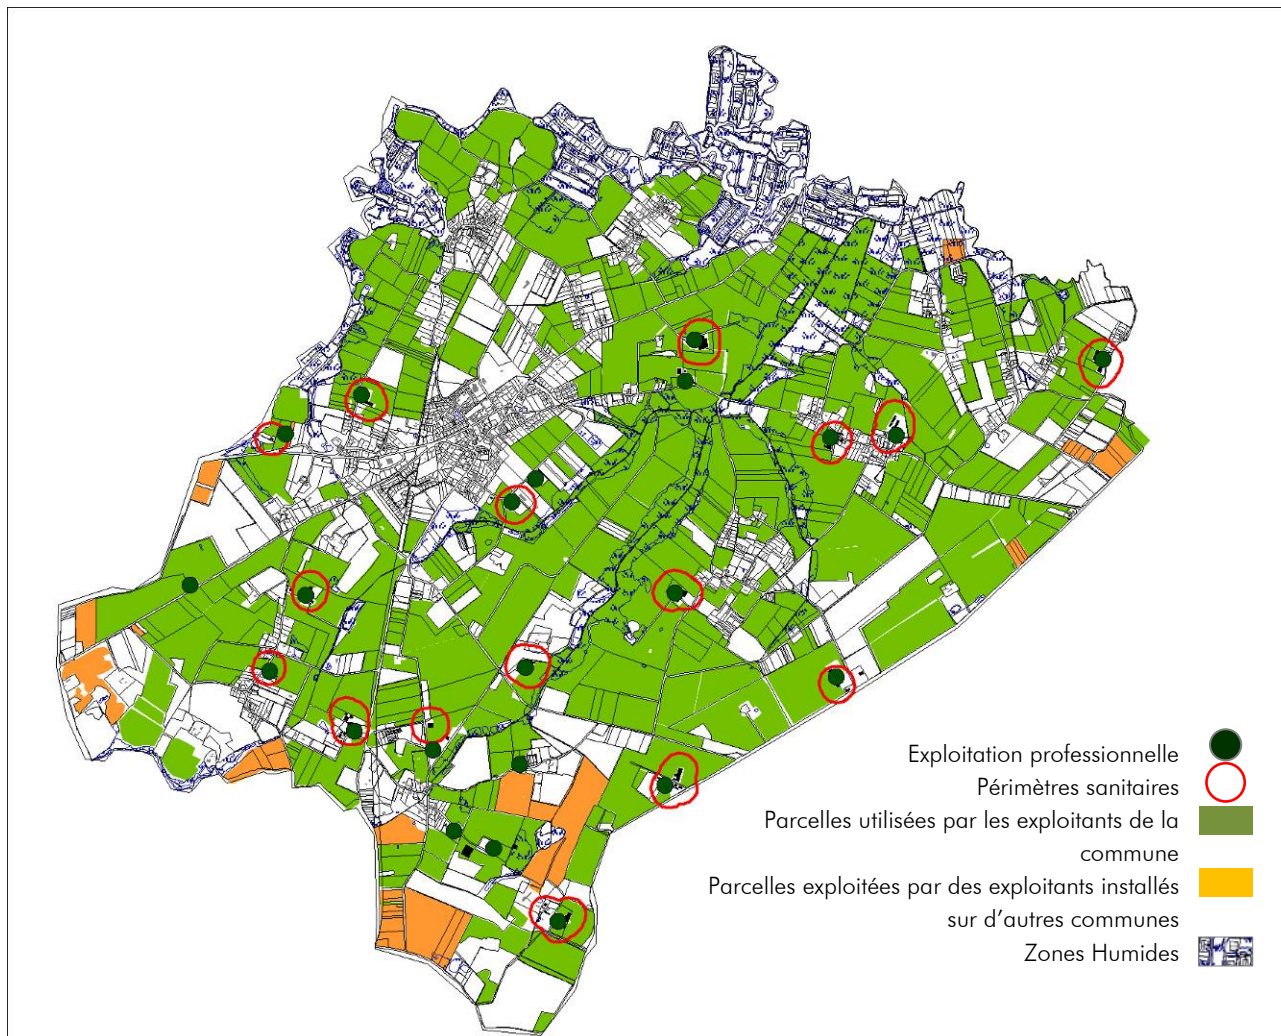 Exploitation professionnelle
Périmètres sanitaires
Parcelles utilisées par les exploitants de la
commune
Parcelles exploitées par des exploitants installés
sur d’autres communes
Zones Humides